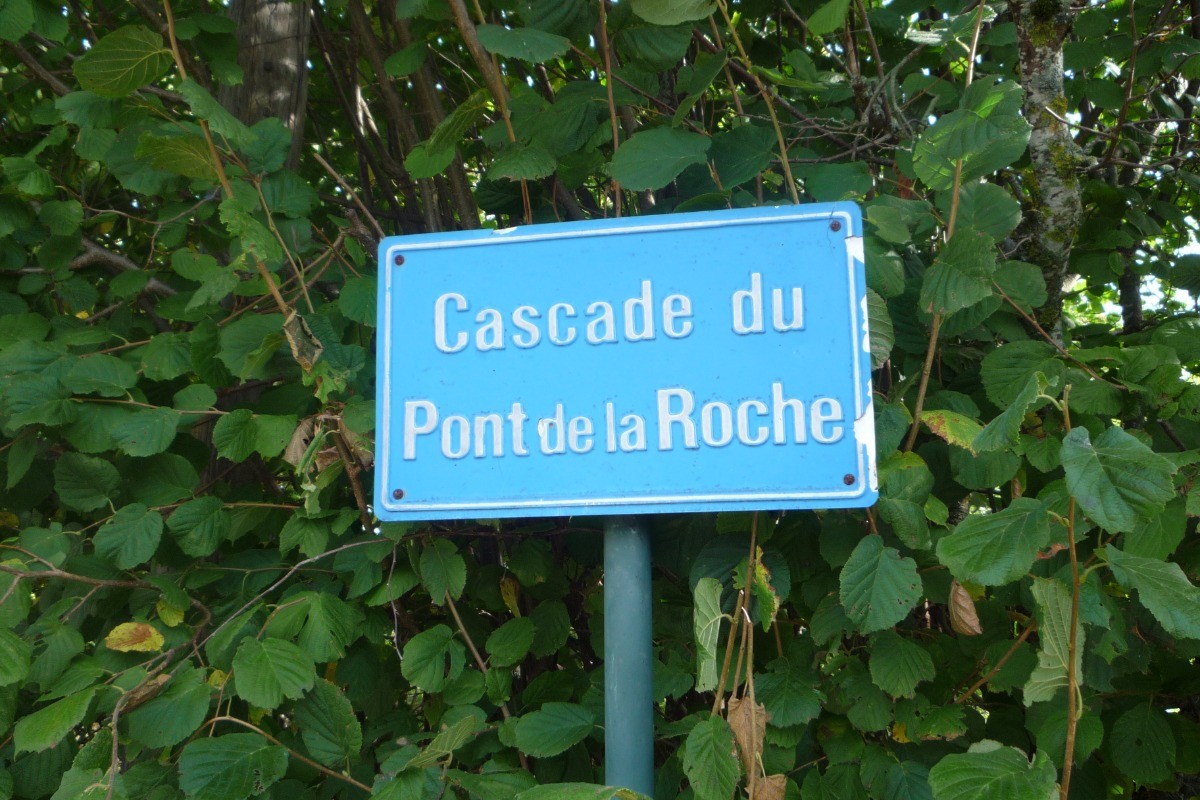 Cascade du
Pont de la Roche